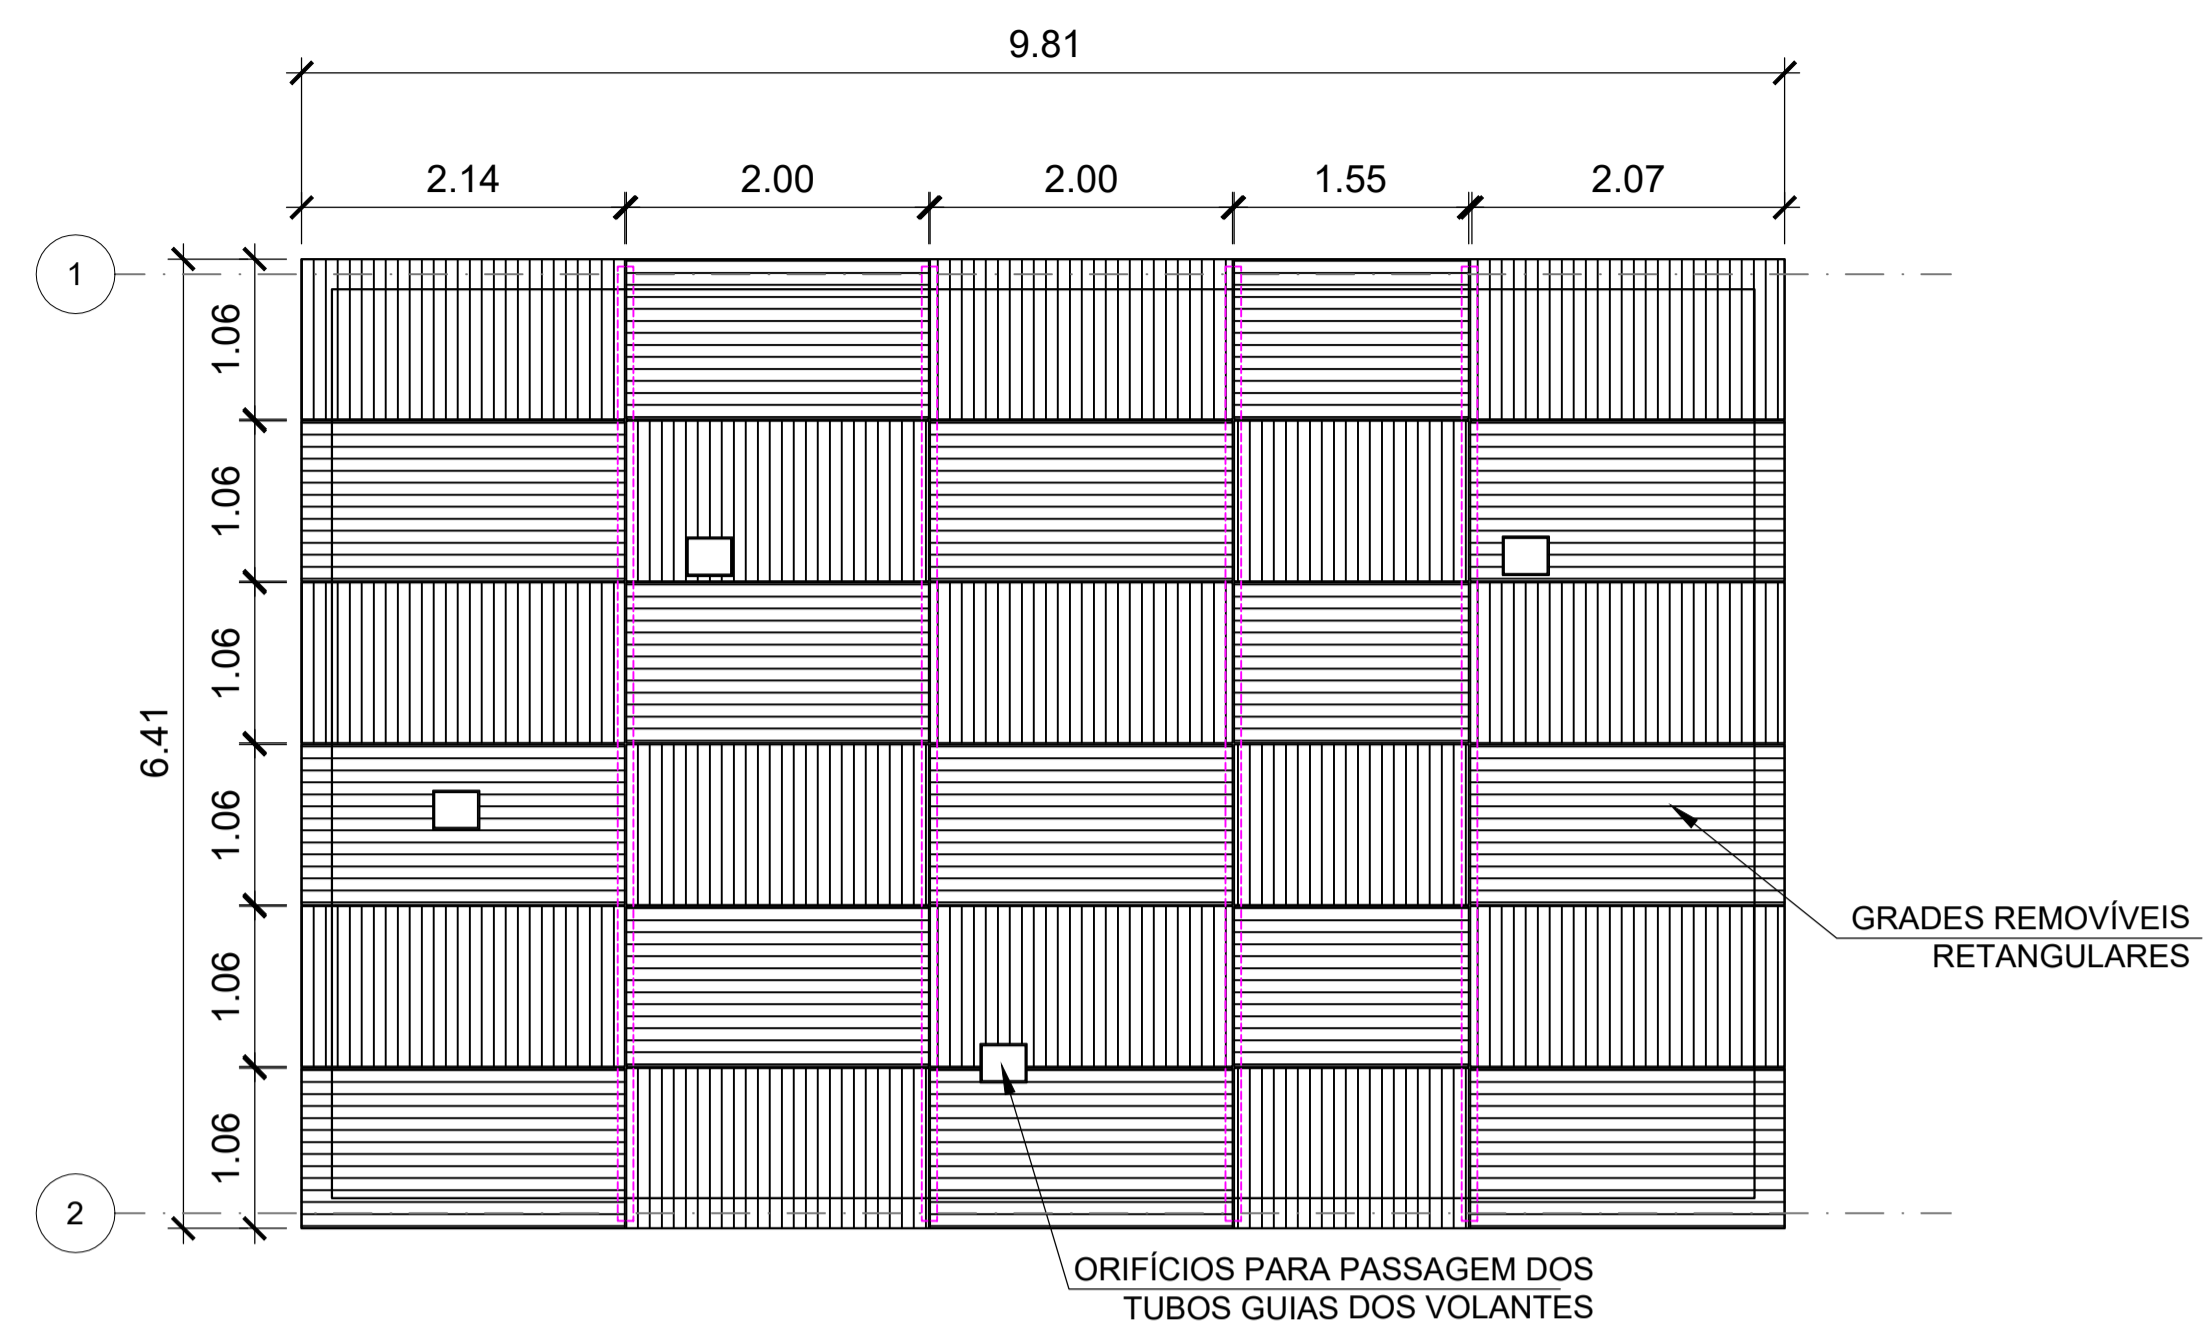 9.81
2.14 2.00 2.00 1.55 2.07
1
1.06
1.06
1.06
6.41
1.06
GRADES REMOVÍVEIS
RETANGULARES
1.06
1.06
2
ORIFÍCIOS PARA PASSAGEM DOS
TUBOS GUIAS DOS VOLANTES